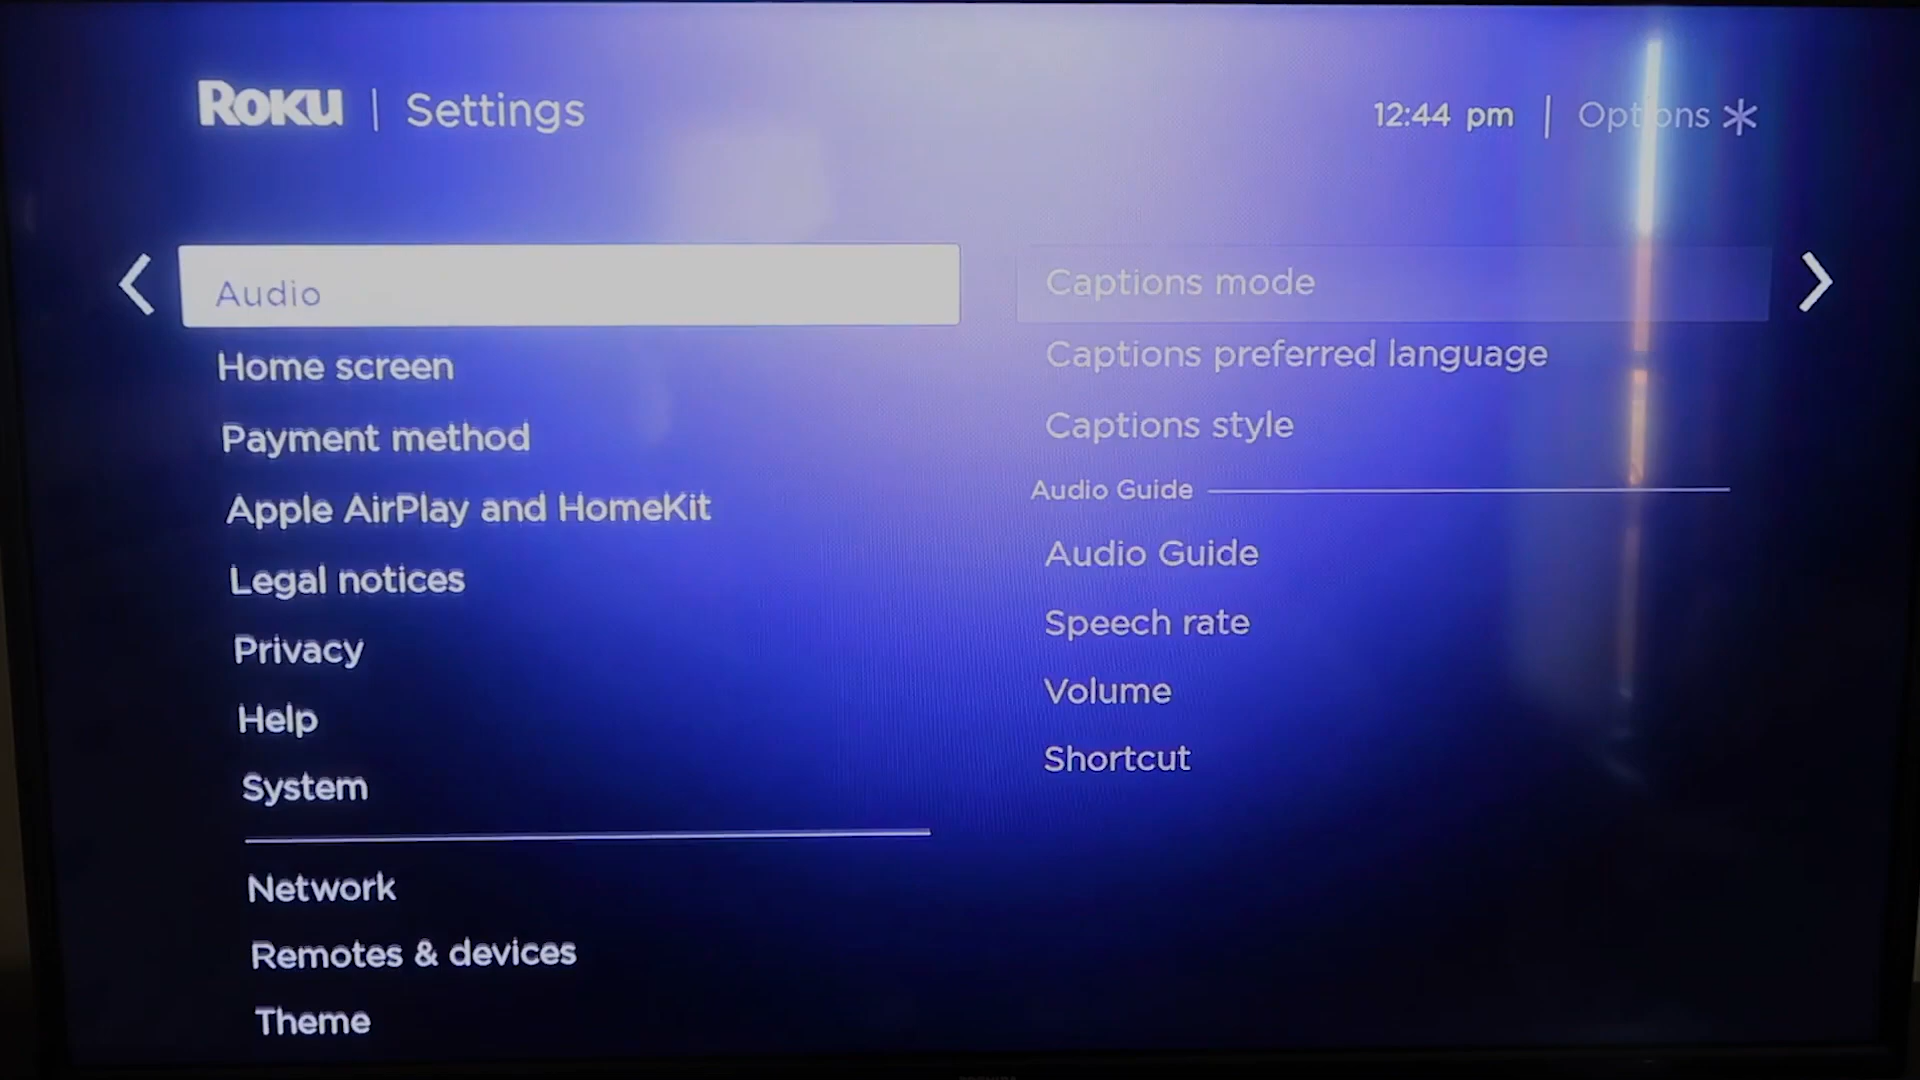 Roku | Settings
12:44 pm | Options *
Audio
Home screen
Payment method
Apple AirPlay and HomeKit
Legal notices
Privacy
Help
System
Network
Remotes & devices
Theme
Captions mode
Captions preferred language
Captions style
Audio Guide
Audio Guide
Speech rate
Volume
Shortcut